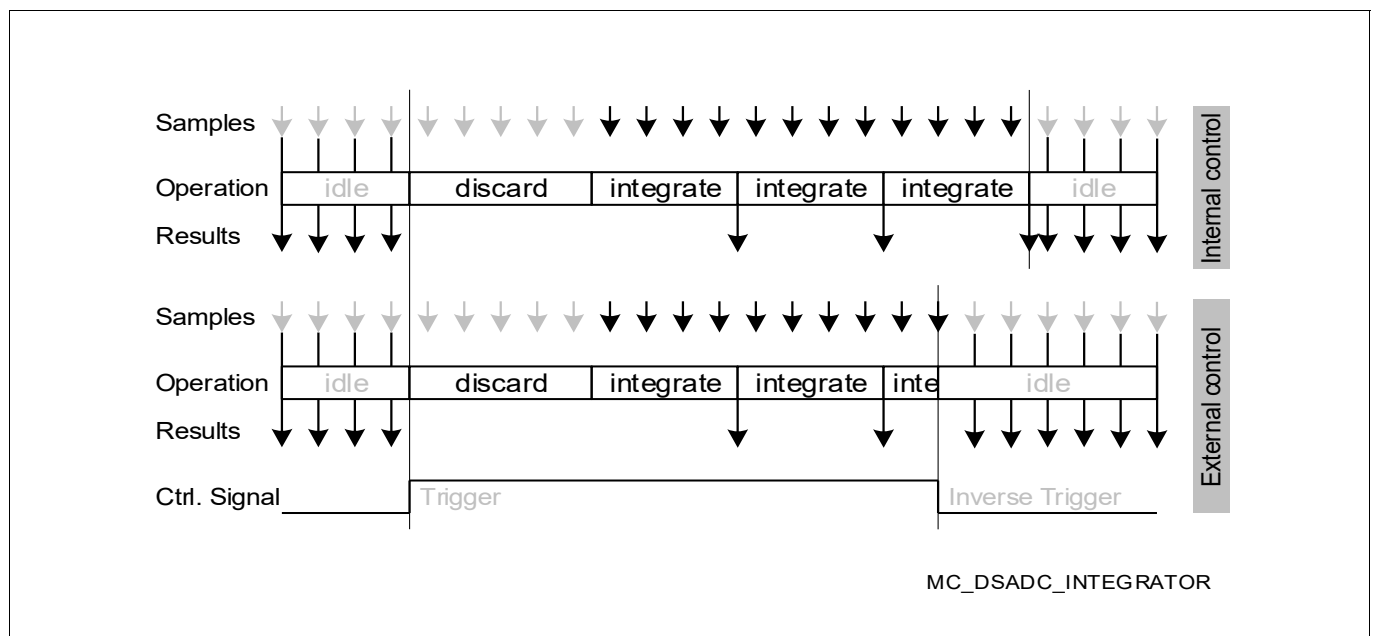 Samples
Operation idle discard integrate integrate integrate idle
Results
Internal control
Samples
Operation idle discard integrate integrate inte idle
Results
Ctrl. Signal Trigger Inverse Trigger
External control
MC_DSADC_INTEGRATOR